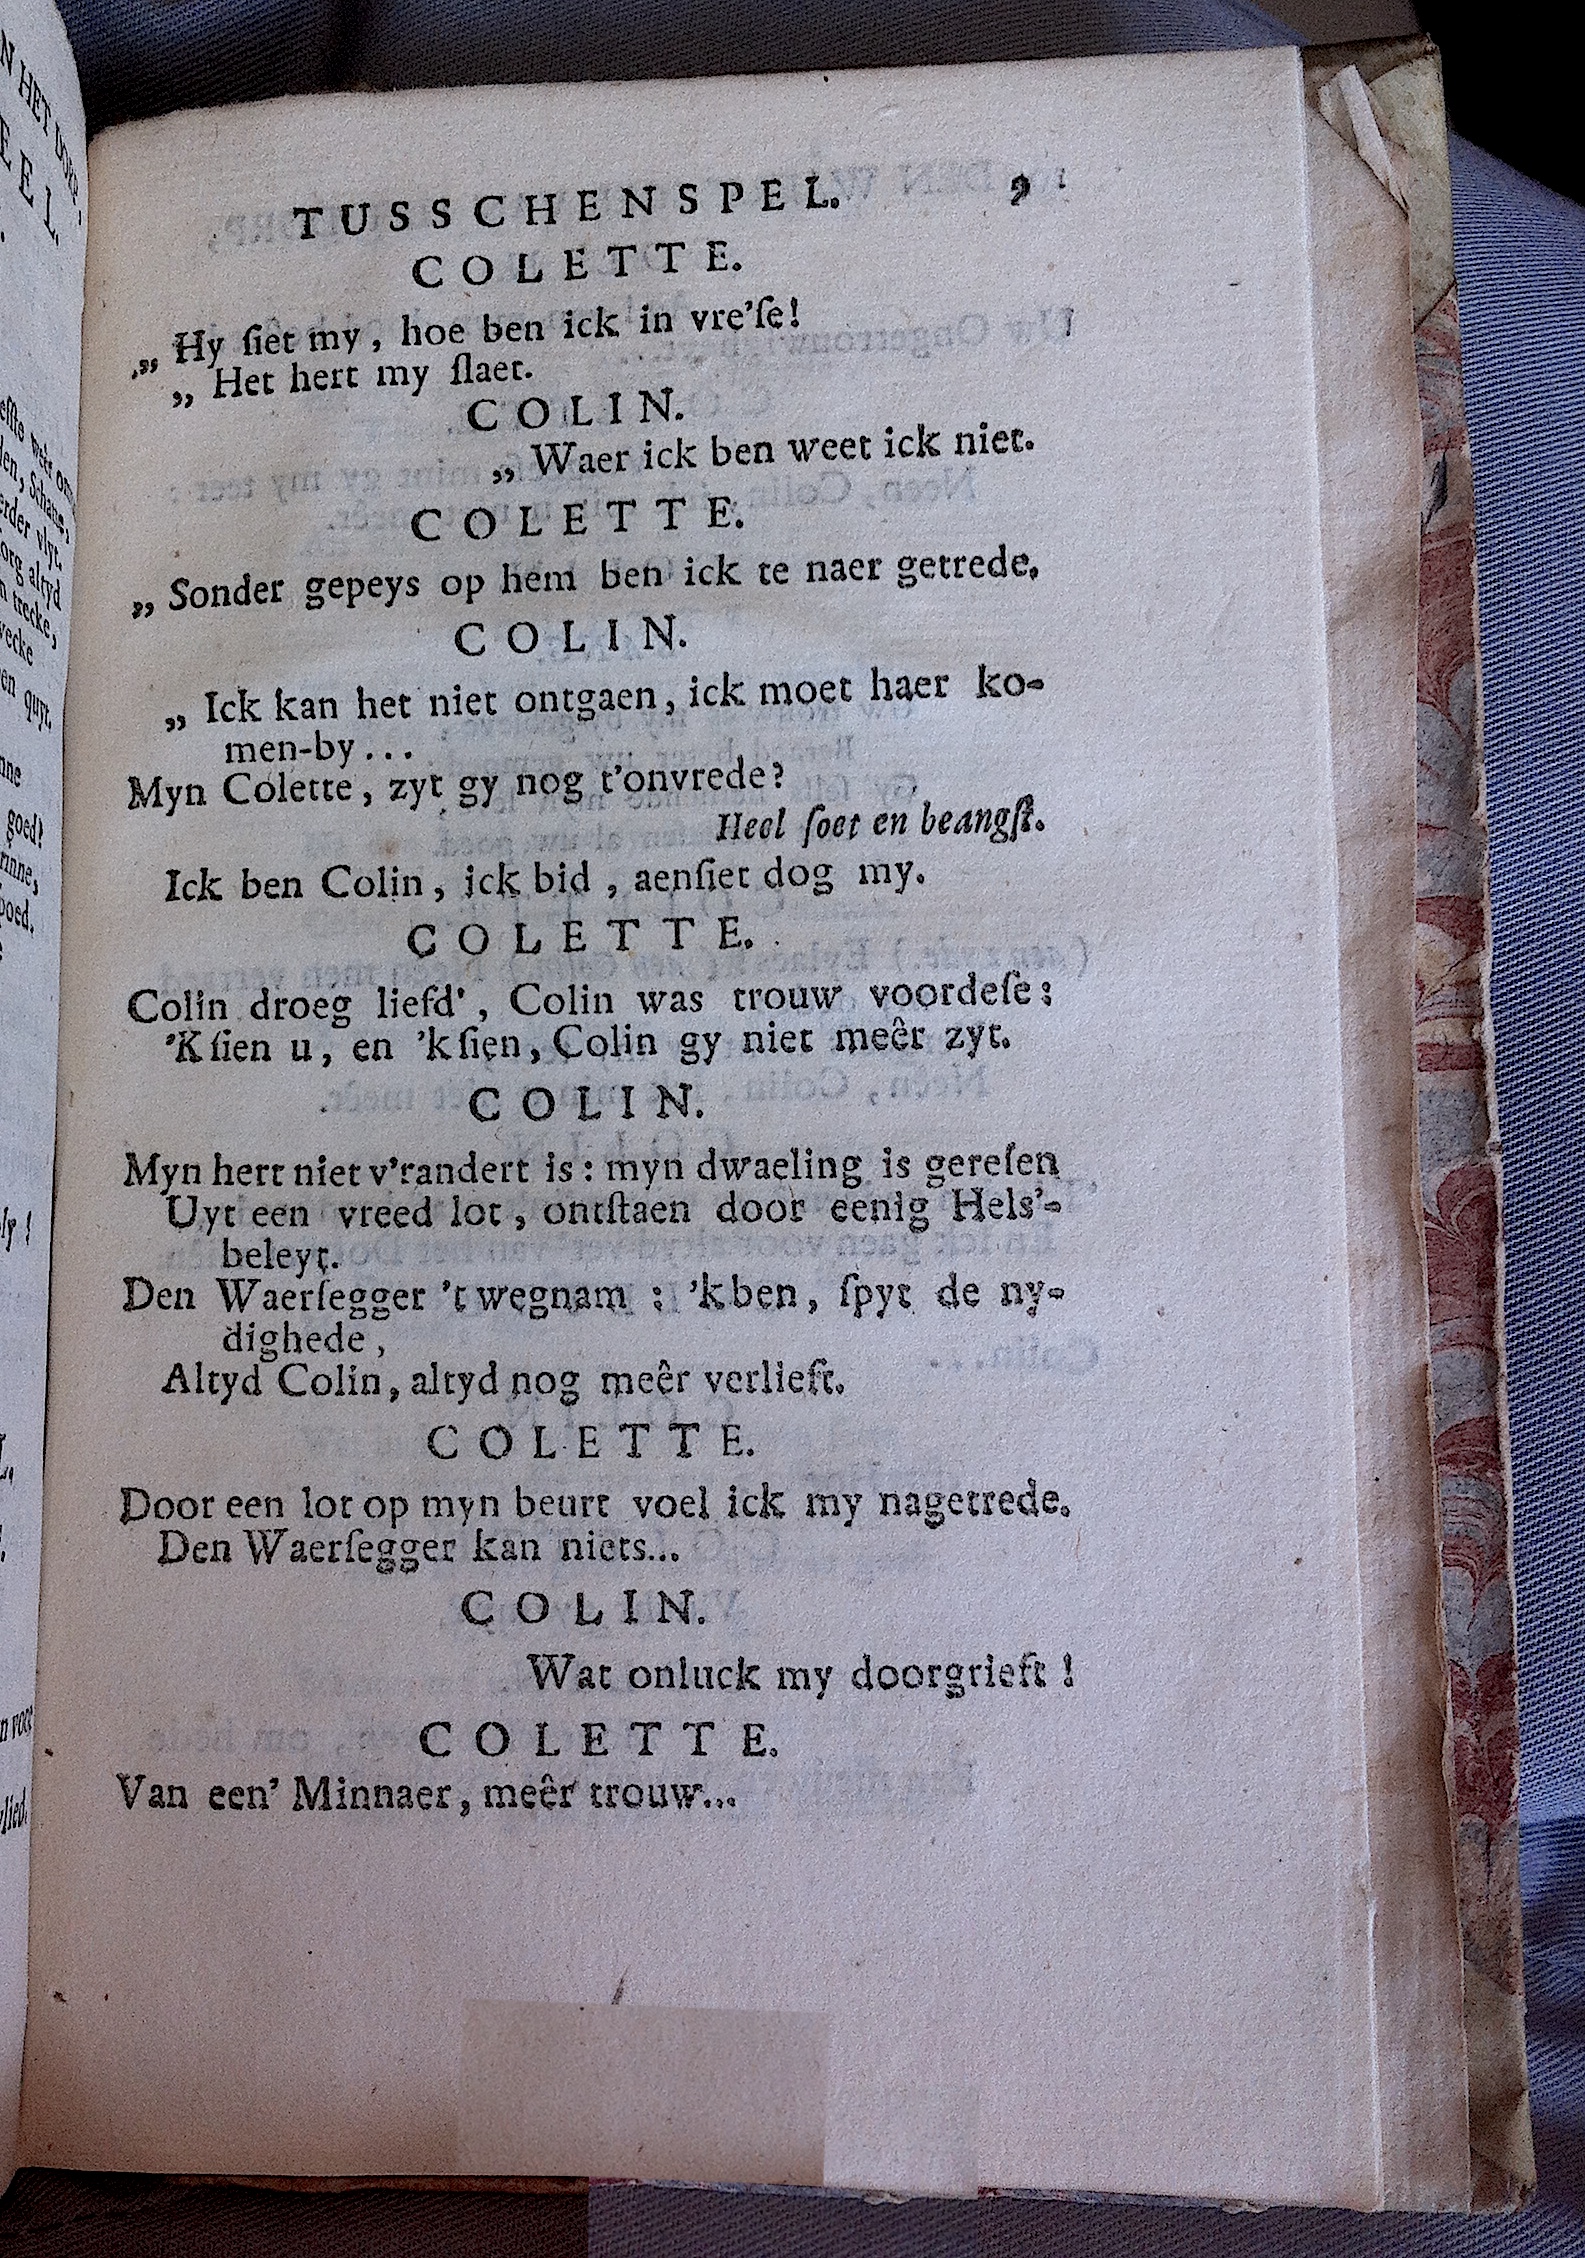 TUSSCHENSPEL. 9
COLETTE.
„ Hy ſiet my, hoe ben ick in vre'ſe!
„ Het hert my ſlaet.
COLIN.
„ Waer ick ben weet ick niet.
COLETTE.
„ Sonder gepeys op hem ben ick te naer getrede.
COLIN.
„ Ick kan het niet ontgaen, ick moet haer ko-
men-by...
Myn Colette, zyt gy nog t'onvrede?
Heel ſoet en beangſt.
Ick ben Colin, ick bid, aenſiet dog my.
COLETTE.
Colin droeg liefd', Colin was trouw voordeſe:
'K ſien u, en 'k ſien, Colin gy niet meêr zyt.
COLIN.
Myn hert niet v'randert is: myn dwaeling is gereſen
Uyt een vreed lot, ontſtaen door eenig Hels'-
beleyt.
Den Waerſegger 't wegnam: 'k ben, ſpyt de ny-
dighede,
Altyd Colin, altyd nog meêr verlieft.
COLETTE.
Door een lot op myn beurt voel ick my nagetrede.
Den Waerſegger kan niets...
COLIN.
Wat onluck my doorgrieft!
COLETTE.
Van een' Minnaer, meêr trouw...